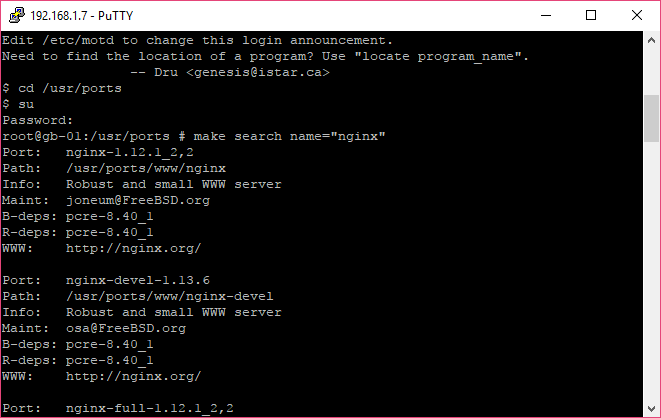 192.168.1.7 - PuTTY
Edit /etc/motd to change this login announcement.
Need to find the location of a program? Use "locate program_name".
-- Dru <genesis@istar.ca>
$ cd /usr/ports
$ su
Password:
root@gb-01:/usr/ports # make search name="nginx"
Port: nginx-1.12.1_2,2
Path: /usr/ports/www/nginx
Info: Robust and small WWW server
Maint: joneum@FreeBSD.org
B-deps: pcre-8.40_1
R-deps: pcre-8.40_1
WWW: http://nginx.org/
Port: nginx-devel-1.13.6
Path: /usr/ports/www/nginx-devel
Info: Robust and small WWW server
Maint: osa@FreeBSD.org
B-deps: pcre-8.40_1
R-deps: pcre-8.40_1
WWW: http://nginx.org/
Port: nginx-full-1.12.1_2,2